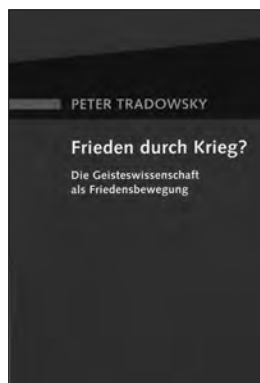 PETER TRADOWSKY
Frieden durch Krieg?
Die Geisteswissenschaft
als Friedensbewegung